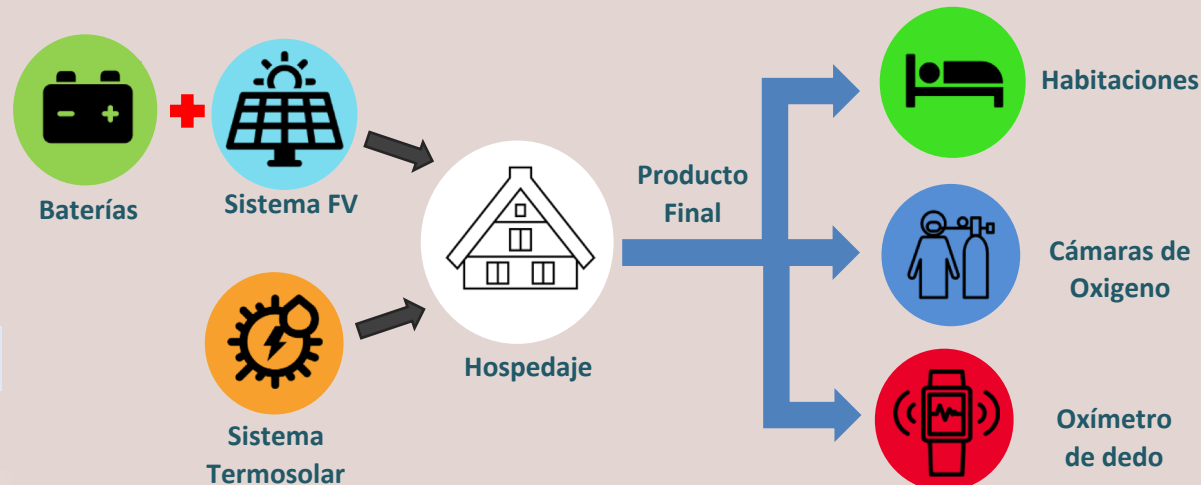 Baterías
Sistema FV
Sistema
Termosolar
Hospedaje
Producto
Final
Habitaciones
Cámaras de
Oxigeno
Oxímetro
de dedo